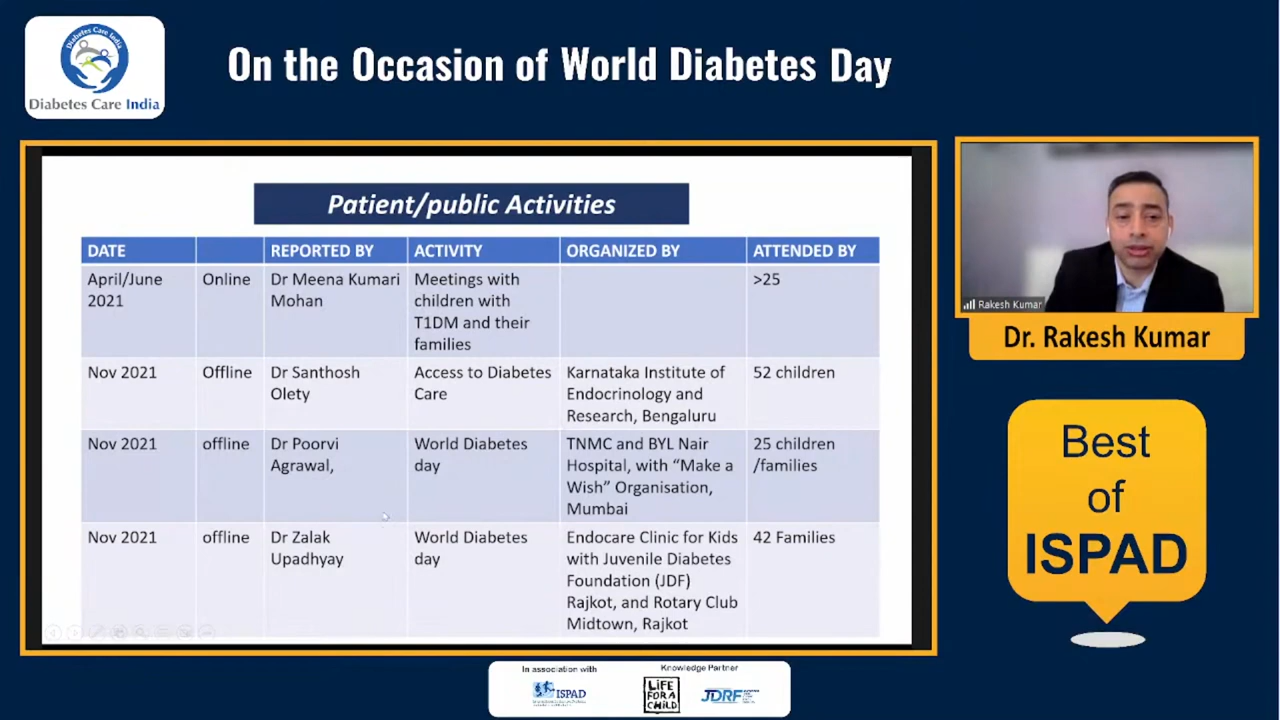 Diabetes Care India
Diabetes Care India
On the Occasion of World Diabetes Day
Patient/public Activities
DATE REPORTED BY ACTIVITY ORGANIZED BY ATTENDED BY
April/June Online Dr Meena Kumari Meetings with >25
2021 Mohan children with
T1DM and their
families
Nov 2021 Offline Dr Santhosh Access to Diabetes Karnataka Institute of 52 children
Olety Care Endocrinology and
Research, Bengaluru
Nov 2021 offline Dr Poorvi World Diabetes TNMC and BYL Nair 25 children
Agrawal, day Hospital, with “Make a /families
Wish” Organisation,
Mumbai
Nov 2021 offline Dr Zalak World Diabetes Endocare Clinic for Kids 42 Families
Upadhyay day with Juvenile Diabetes
Foundation (JDF)
Rajkot, and Rotary Club
Midtown, Rajkot
Rakesh Kumar
Dr. Rakesh Kumar
Best
of
ISPAD
In association with
ISPAD
Knowledge Partner
LiFE
FOR A
CHiLD
JDRF